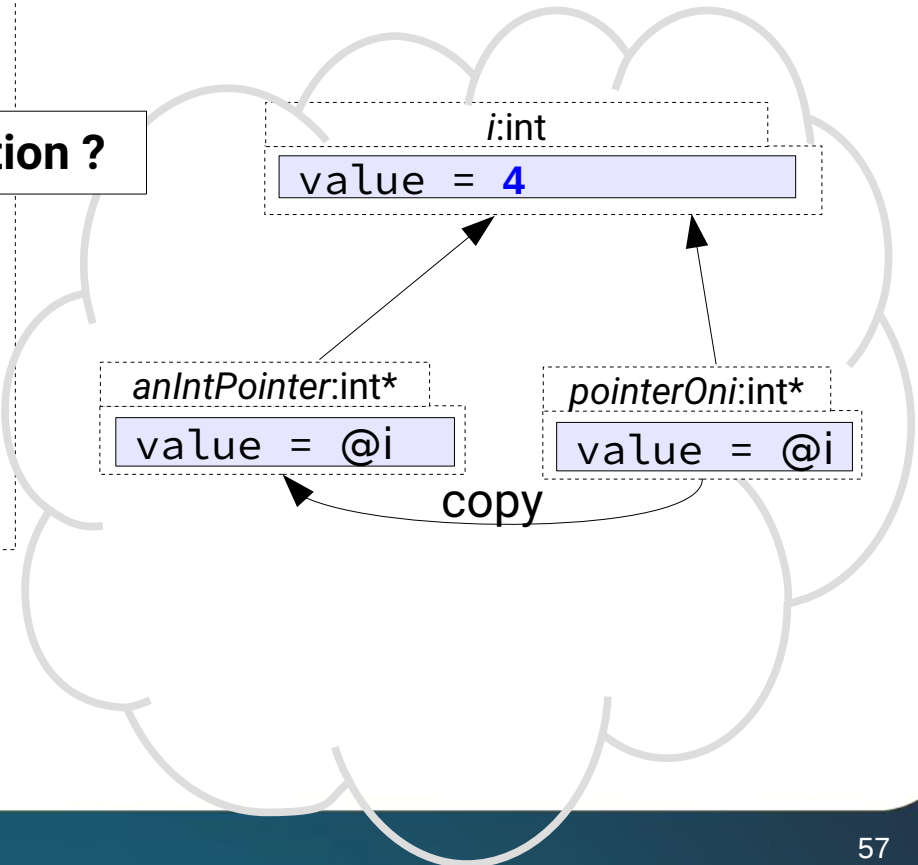 tion ?
i:int
value = 4
anIntPointer:int*
pointerOni:int*
value = @i
value = @i
copy
57